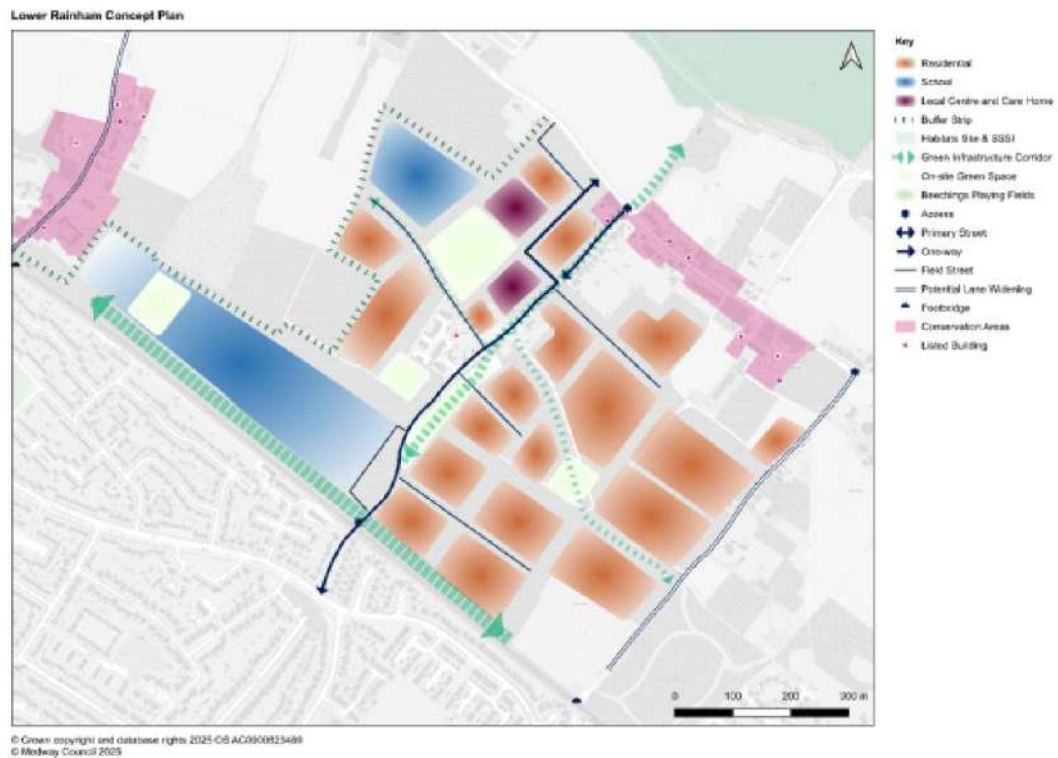 Lower Rainham Concept Plan
Key
Residential
School
Local Centre and Care Home
Buffer Strip
Habitats Site & SSSI
Green Infrastructure Corridor
On-site Green Space
Beechings Playing Fields
Access
Primary Street
One-way
Field Street
Potential Lane Widening
Footbridge
Conservation Areas
Listed Building
0 100 200 300 m
© Crown copyright and database rights 2025 OS AC0000823489
© Medway Council 2025